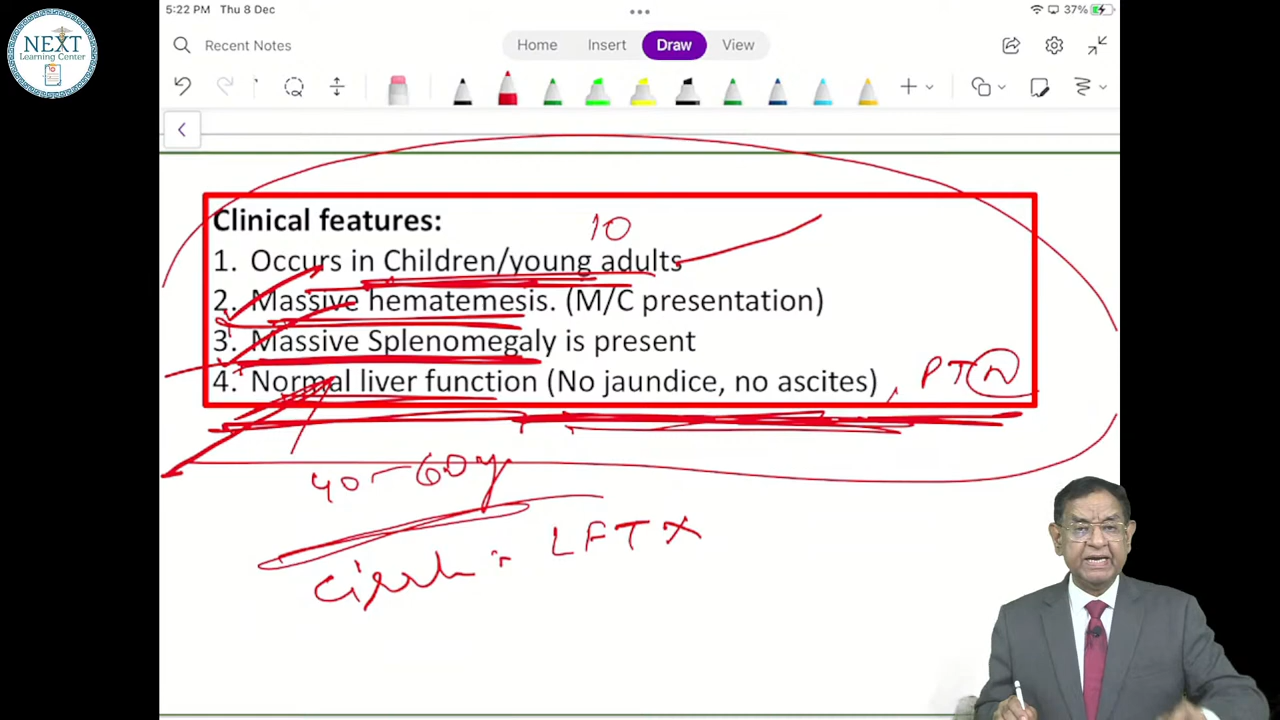 5:22 PM Thu 8 Dec
37%
NEXT
Learning Center
Recent Notes
Home Insert Draw View
Clinical features:
10
1. Occurs in Children/young adults
2. Massive hematemesis. (M/C presentation)
3. Massive Splenomegaly is present
4. Normal liver function (No jaundice, no ascites), PT N
40-60y
LFT X